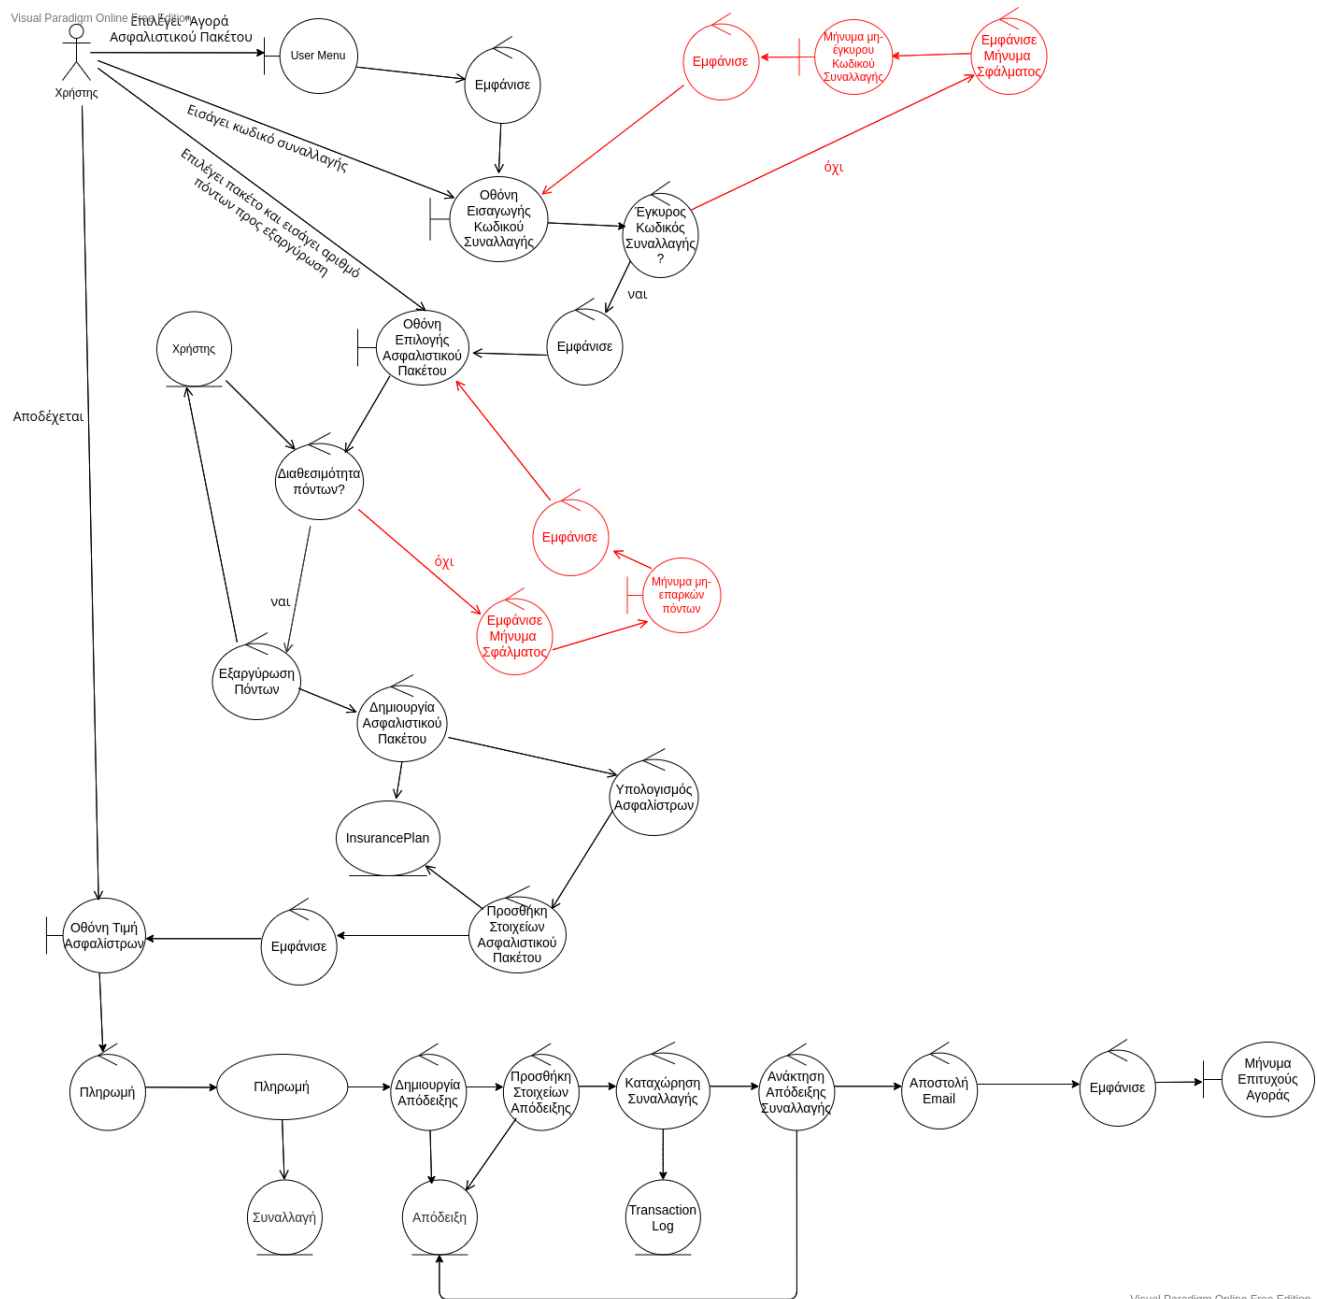 Visual Paradigm Online Free Edition
Επιλέγει "Αγορά
Ασφαλιστικού Πακέτου
Χρήστης
User Menu
Εμφάνισε
Εμφάνισε
Μήνυμα μη-
έγκυρου
Κωδικού
Συναλλαγής
Εμφάνισε
Μήνυμα
Σφάλματος
Εισάγει κωδικό συναλλαγής
όχι
Επιλέγει πακέτο και εισάγει αριθμό
πόντων προς εξαργύρωση
Οθόνη
Εισαγωγής
Κωδικού
Συναλλαγής
Έγκυρος
Κωδικός
Συναλλαγής
?
ναι
Χρήστης
Οθόνη
Επιλογής
Ασφαλιστικού
Πακέτου
Εμφάνισε
Αποδέχεται
Διαθεσιμότητα
πόντων?
Εμφάνισε
όχι
Μήνυμα μη-
επαρκών
πόντων
ναι
Εμφάνισε
Μήνυμα
Σφάλματος
Εξαργύρωση
Πόντων
Δημιουργία
Ασφαλιστικού
Πακέτου
Υπολογισμός
Ασφαλίστρων
InsurancePlan
Οθόνη Τιμή
Ασφαλίστρων
Εμφάνισε
Προσθήκη
Στοιχείων
Ασφαλιστικού
Πακέτου
Πληρωμή
Πληρωμή
Δημιουργία
Απόδειξης
Προσθήκη
Στοιχείων
Απόδειξης
Καταχώρηση
Συναλλαγής
Ανάκτηση
Απόδειξης
Συναλλαγής
Αποστολή
Email
Εμφάνισε
Μήνυμα
Επιτυχούς
Αγοράς
Συναλλαγή
Απόδειξη
Transaction
Log
Visual Paradigm Online Free Edition